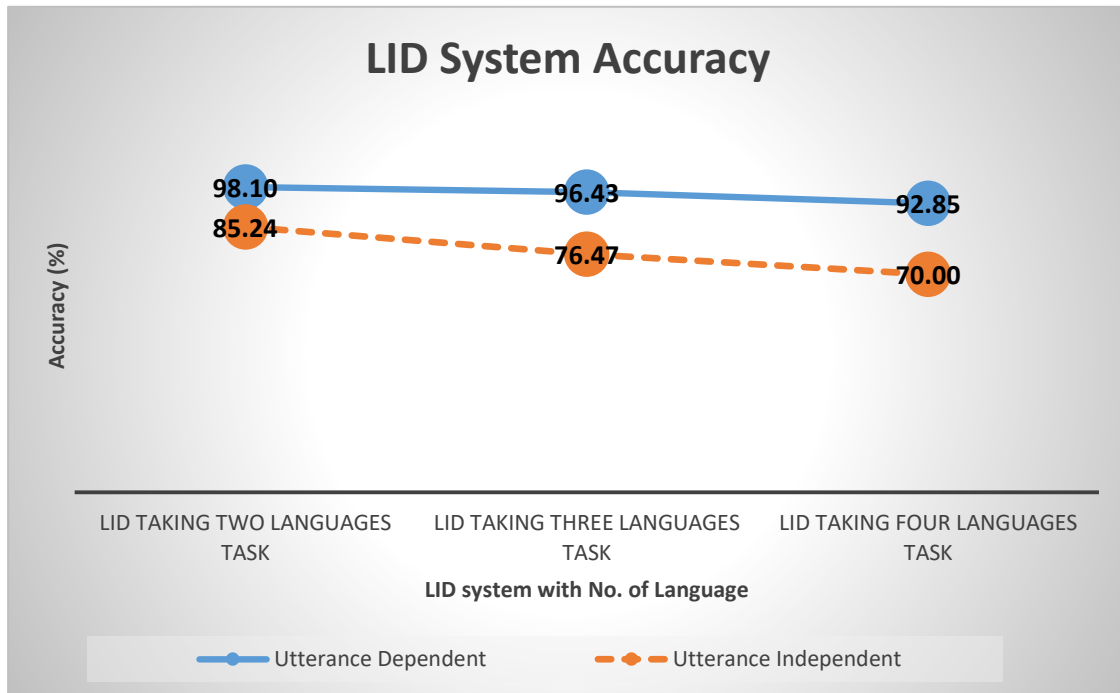 LID System Accuracy
98.10
96.43
92.85
85.24
76.47
70.00
Accuracy (%)
LID TAKING TWO LANGUAGES
TASK
LID TAKING THREE LANGUAGES
TASK
LID TAKING FOUR LANGUAGES
TASK
LID system with No. of Language
Utterance Dependent
Utterance Independent